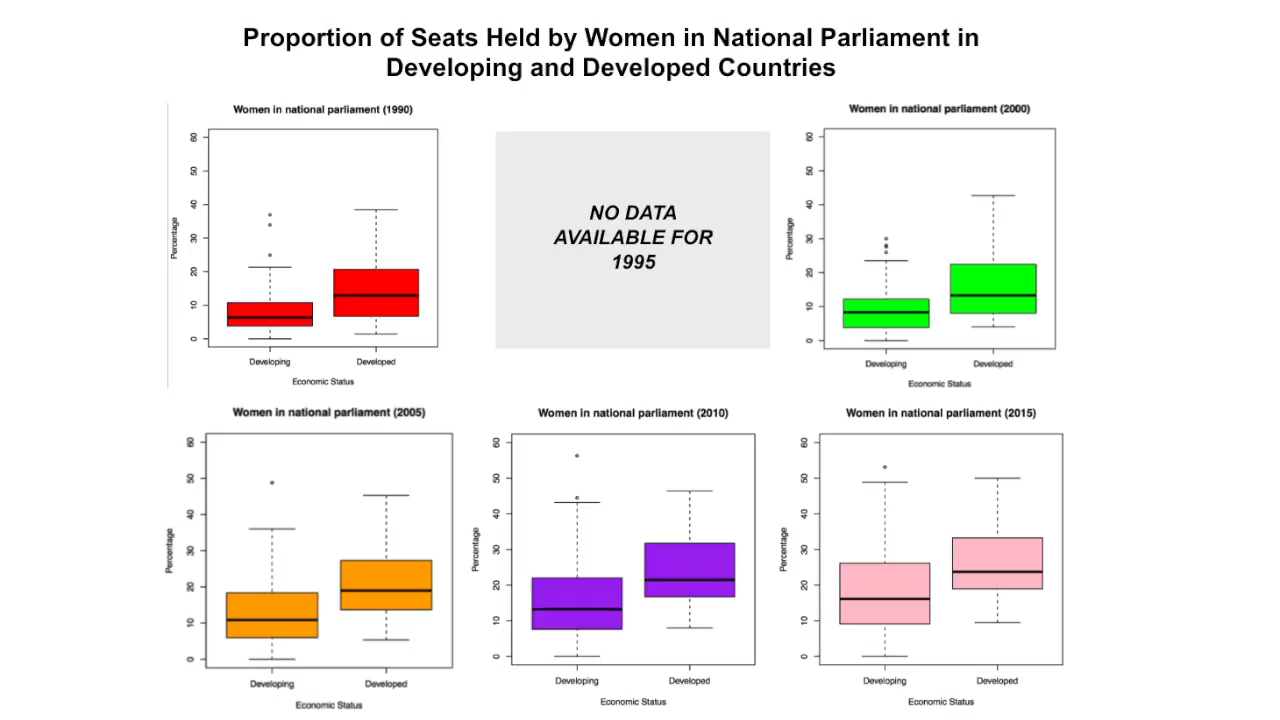 Proportion of Seats Held by Women in National Parliament in
Developing and Developed Countries
Women in national parliament (1990)
Percentage
60
50
40
30
20
10
0
Developing Developed
Economic Status
NO DATA
AVAILABLE FOR
1995
Women in national parliament (2000)
Percentage
60
50
40
30
20
10
0
Developing Developed
Economic Status
Women in national parliament (2005)
Percentage
60
50
40
30
20
10
0
Developing Developed
Economic Status
Women in national parliament (2010)
Percentage
60
50
40
30
20
10
0
Developing Developed
Economic Status
Women in national parliament (2015)
Percentage
60
50
40
30
20
10
0
Developing Developed
Economic Status